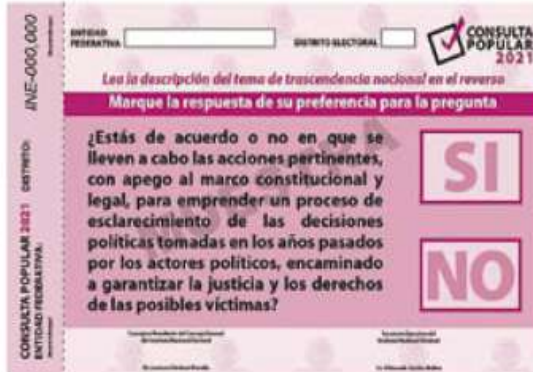 INE-000,000
CONSULTA POPULAR 2021 DISTRITO:
ENTIDAD FEDERATIVA:
ENTIDAD
FEDERATIVA
DISTRITO ELECTORAL
CONSULTA
POPULAR
2021
Lea la descripción del tema de trascendencia nacional en el reverso
Marque la respuesta de su preferencia para la pregunta
¿Estás de acuerdo o no en que se
lleven a cabo las acciones pertinentes,
con apego al marco constitucional y
legal, para emprender un proceso de
esclarecimiento de las decisiones
políticas tomadas en los años pasados
por los actores políticos, encaminado
a garantizar la justicia y los derechos
de las posibles víctimas?
SI
NO